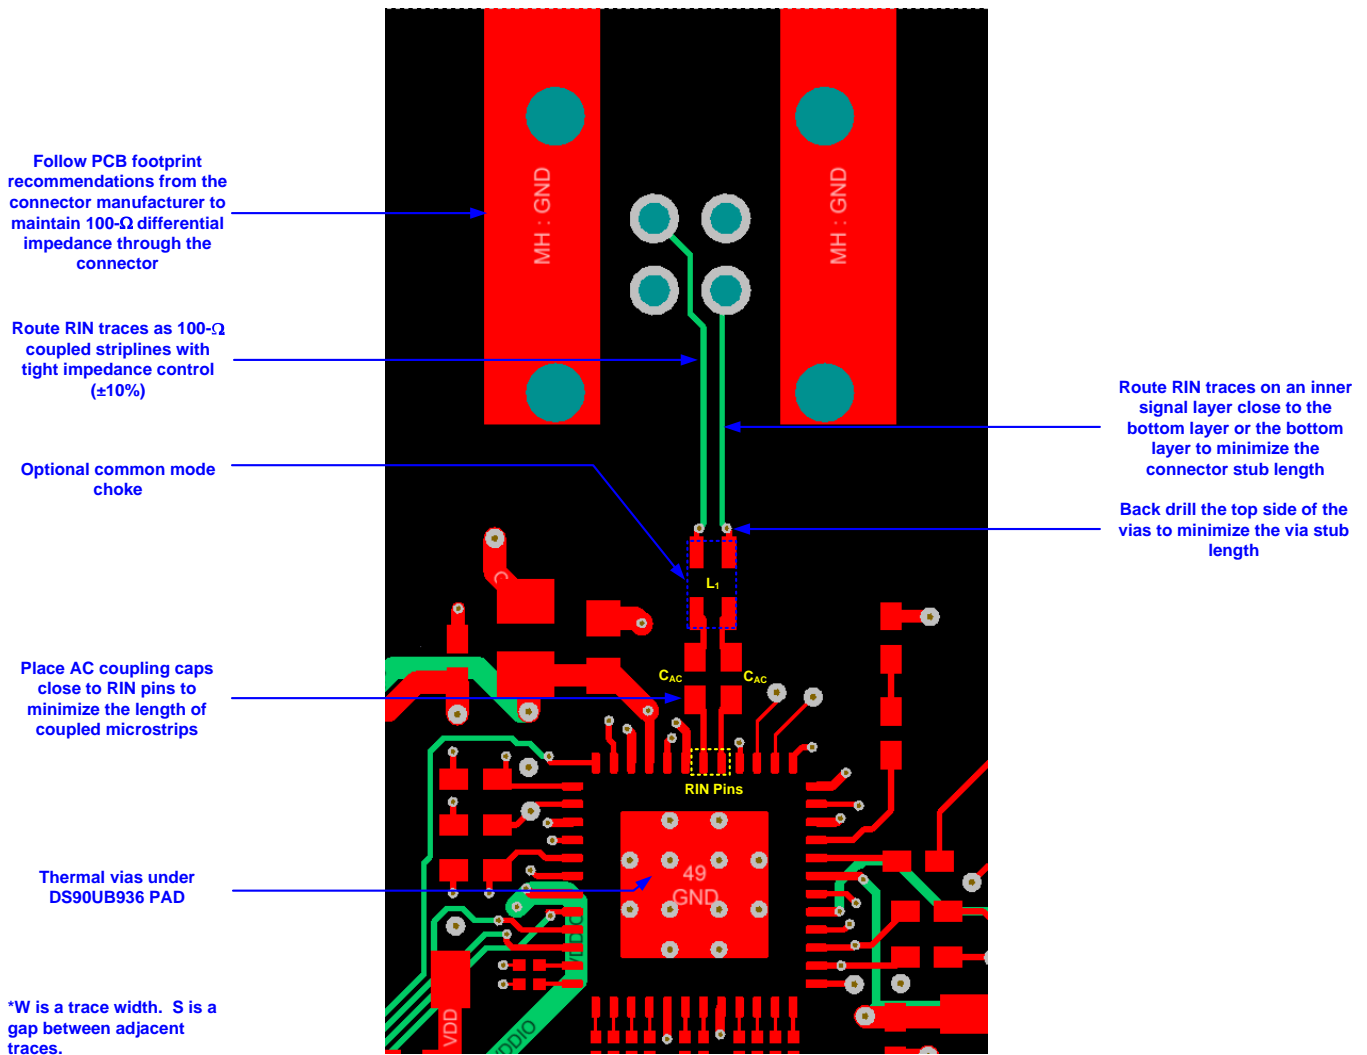 Follow PCB footprint
recommendations from the
connector manufacturer to
maintain 100-Ω differential
impedance through the
connector
Route RIN traces as 100-Ω
coupled striplines with
tight impedance control
(±10%)
Optional common mode
choke
Place AC coupling caps
close to RIN pins to
minimize the length of
coupled microstrips
Thermal vias under
DS90UB936 PAD
*W is a trace width. S is a
gap between adjacent
traces.
MH : GND
MH : GND
C
L1
CAC
CAC
RIN Pins
49
GND
VDDIO
VDD
VDDIO
Route RIN traces on an inner
signal layer close to the
bottom layer or the bottom
layer to minimize the
connector stub length
Back drill the top side of the
vias to minimize the via stub
length